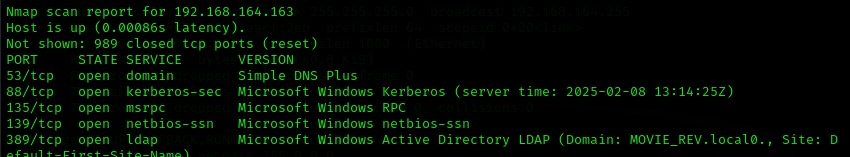 Nmap scan report for 192.168.164.163
Host is up (0.00086s latency).
Not shown: 989 closed tcp ports (reset)
PORT    STATE SERVICE      VERSION
53/tcp  open  domain       Simple DNS Plus
88/tcp  open  kerberos-sec Microsoft Windows Kerberos (server time: 2025-02-08 13:14:25Z)
135/tcp open  msrpc        Microsoft Windows RPC
139/tcp open  netbios-ssn  Microsoft Windows netbios-ssn
389/tcp open  ldap         Microsoft Windows Active Directory LDAP (Domain: MOVIE_REV.local0., Site: D
efault-First-Site-Name)